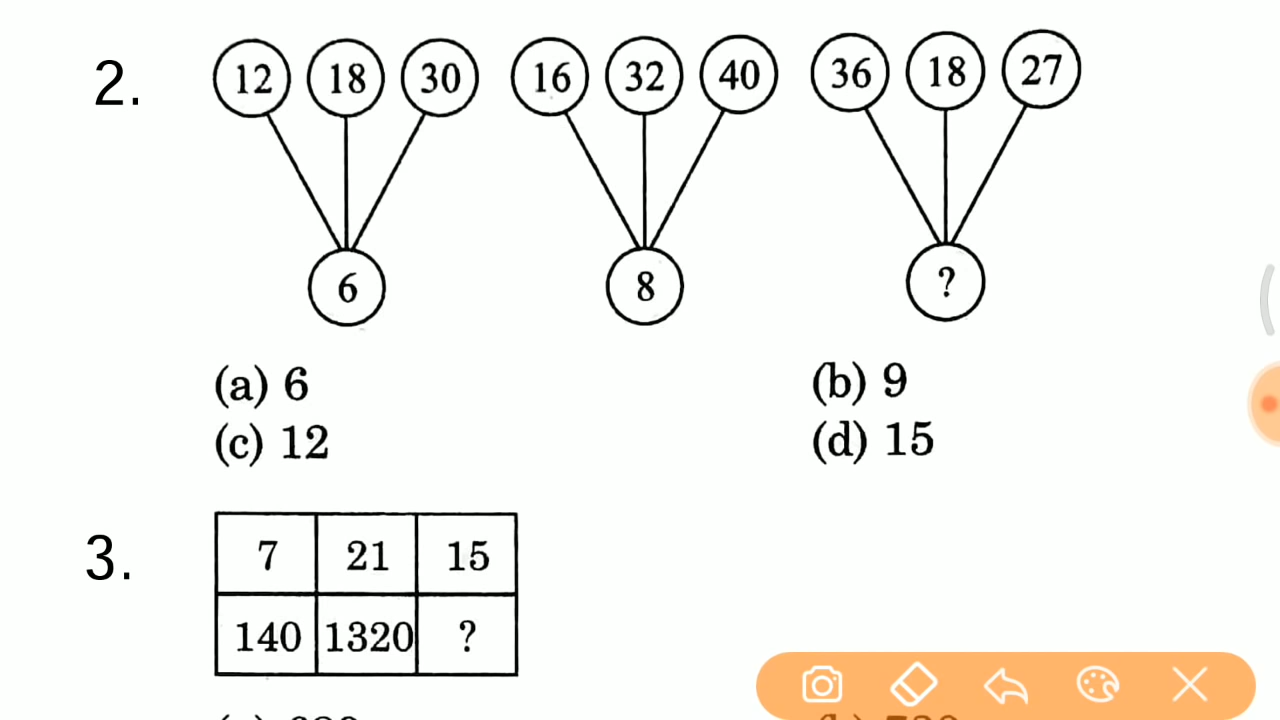 2. 12 18 30 16 32 40 36 18 27
6 8 ?
(a) 6 (b) 9
(c) 12 (d) 15
3. 7 21 15
140 1320 ?